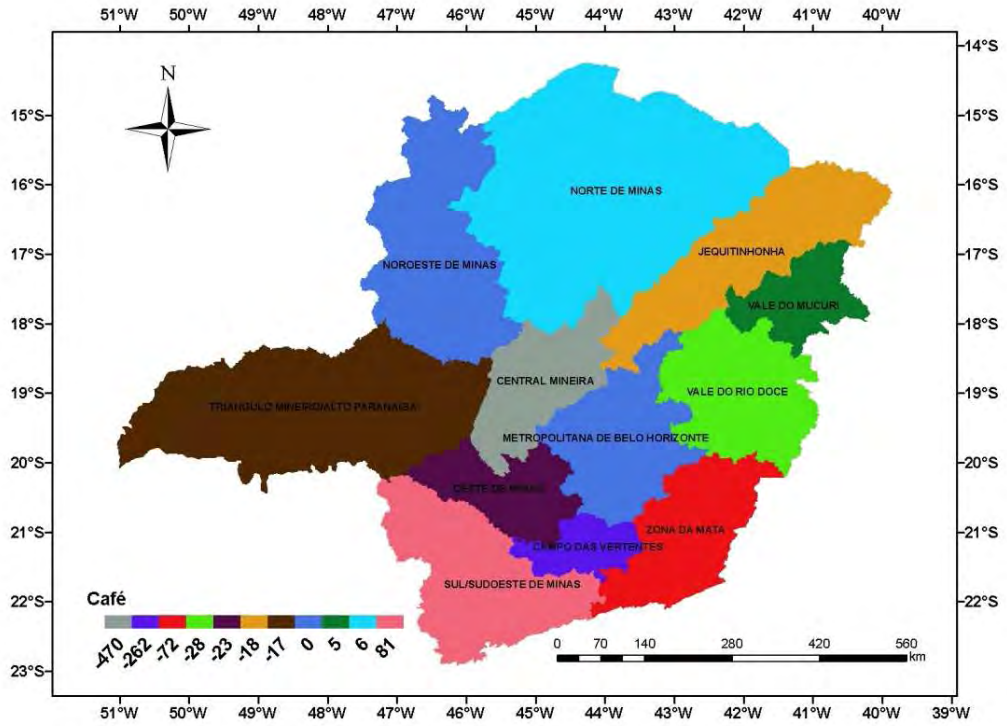 51°W 50°W 49°W 48°W 47°W 46°W 45°W 44°W 43°W 42°W 41°W 40°W
14°S
N
15°S 15°S
16°S 16°S
NORTE DE MINAS
17°S 17°S
JEQUITINHONHA
NOROESTE DE MINAS
VALE DO MUCURI
18°S 18°S
CENTRAL MINEIRA
19°S 19°S
VALE DO RIO DOCE
TRIANGULO MINEIRO/ALTO PARANAIBA
METROPOLITANA DE BELO HORIZONTE
20°S 20°S
OESTE DE MINAS
21°S 21°S
ZONA DA MATA
CAMPO DAS VERTENTES
SUL/SUDOESTE DE MINAS
22°S 22°S
Café
-470 -262 -72 -28 -23 -18 -17 0 5 6 81
0 70 140 280 420 560
km
23°S 23°S
51°W 50°W 49°W 48°W 47°W 46°W 45°W 44°W 43°W 42°W 41°W 40°W 39°W